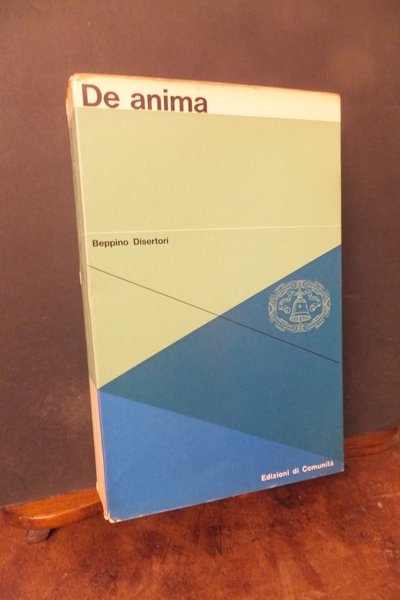 De anima
Beppino Disertori
Edizioni di Comunità